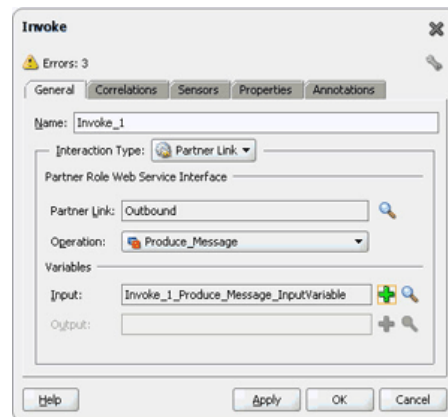 Invoke
Errors: 3
General Correlations Sensors Properties Annotations
Name: Invoke_1
Interaction Type: Partner Link
Partner Role Web Service Interface
Partner Link: Outbound
Operation: Produce_Message
Variables
Input: Invoke_1_Produce_Message_InputVariable
Output:
Help Apply OK Cancel